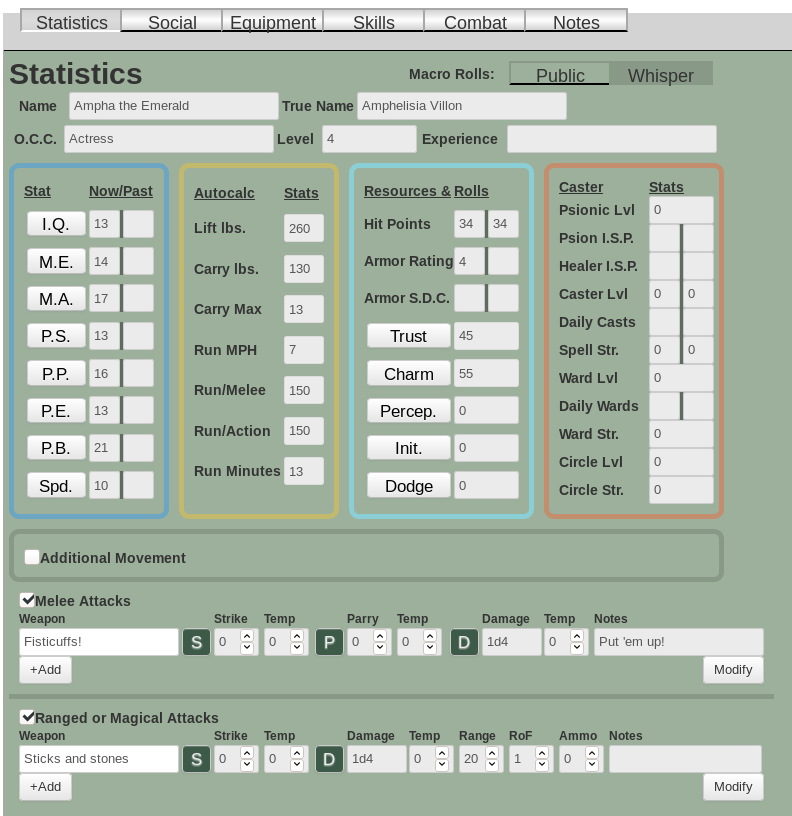 Statistics Social Equipment Skills Combat Notes
Statistics Macro Rolls: Public Whisper
Name Ampha the Emerald True Name Amphelisia Villon
O.C.C. Actress Level 4 Experience
Stat Now/Past
I.Q. 13
M.E. 14
M.A. 17
P.S. 13
P.P. 16
P.E. 13
P.B. 21
Spd. 10
Autocalc Stats
Lift lbs. 260
Carry lbs. 130
Carry Max 13
Run MPH 7
Run/Melee 150
Run/Action 150
Run Minutes 13
Resources & Rolls
Hit Points 34 34
Armor Rating 4
Armor S.D.C.
Trust 45
Charm 55
Percep. 0
Init. 0
Dodge 0
Caster Stats
Psionic Lvl 0
Psion I.S.P.
Healer I.S.P.
Caster Lvl 0 0
Daily Casts
Spell Str. 0 0
Ward Lvl 0
Daily Wards
Ward Str. 0
Circle Lvl 0
Circle Str. 0
Additional Movement
Melee Attacks
Weapon Strike Temp Parry Temp Damage Temp Notes
Fisticuffs! S 0 0 P 0 0 D 1d4 0 Put 'em up!
+Add Modify
Ranged or Magical Attacks
Weapon Strike Temp Damage Temp Range RoF Ammo Notes
Sticks and stones S 0 0 D 1d4 0 20 1 0
+Add Modify